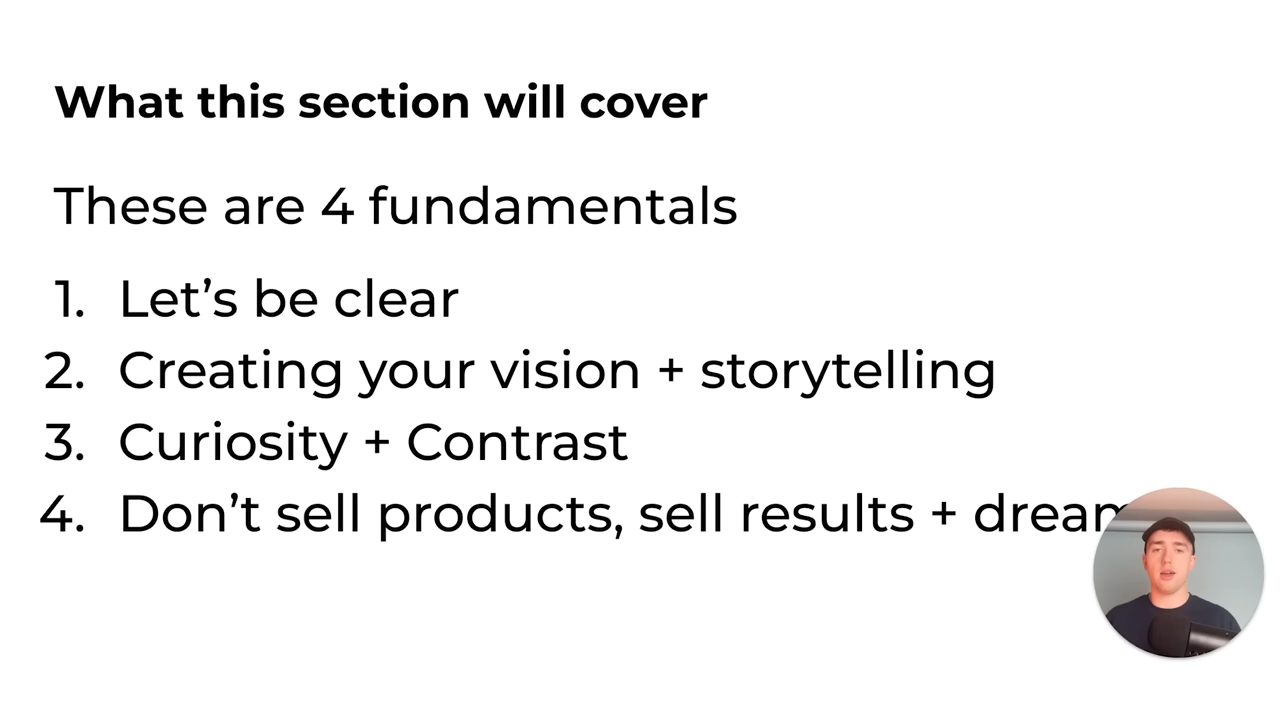 What this section will cover
These are 4 fundamentals
1. Let’s be clear
2. Creating your vision + storytelling
3. Curiosity + Contrast
4. Don’t sell products, sell results +